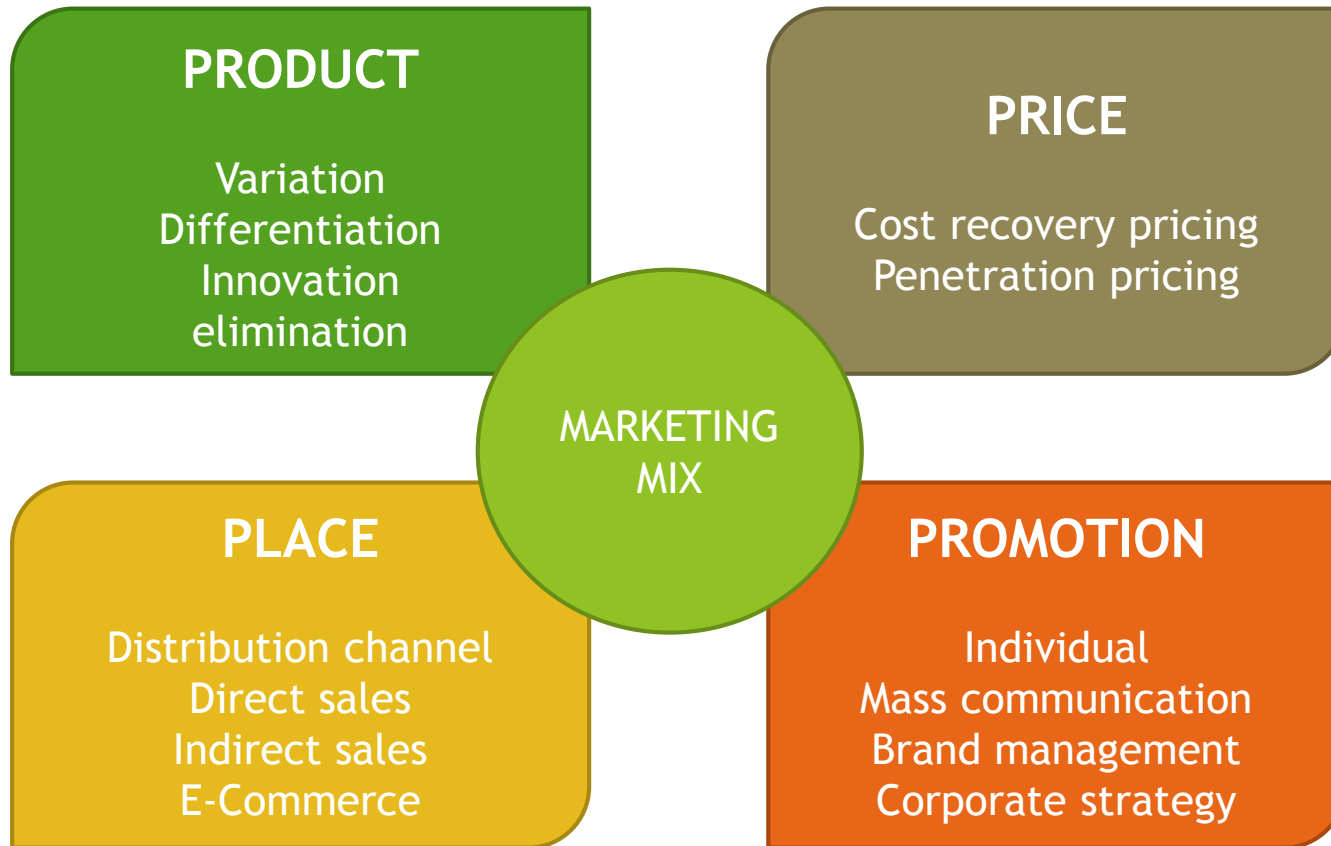 PRODUCT
Variation
Differentiation
Innovation
elimination
PRICE
Cost recovery pricing
Penetration pricing
MARKETING
MIX
PLACE
Distribution channel
Direct sales
Indirect sales
E-Commerce
PROMOTION
Individual
Mass communication
Brand management
Corporate strategy